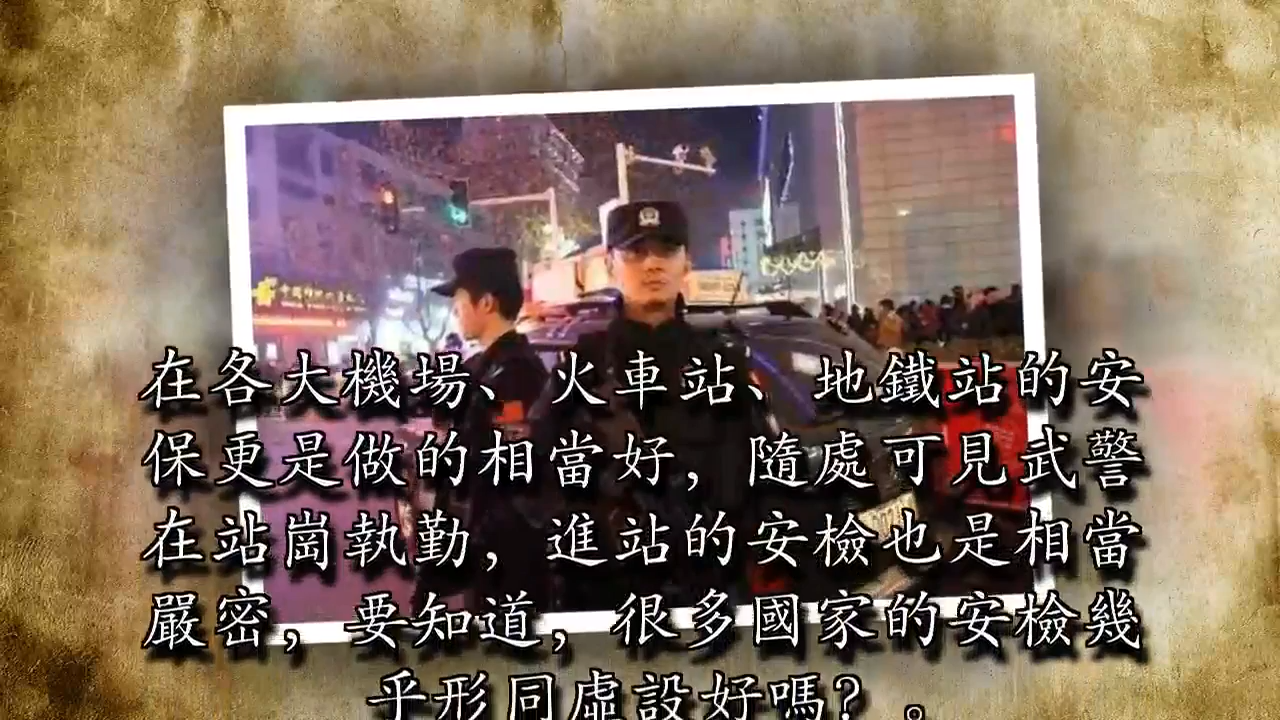 在各大機場、火車站、地鐵站的安
保更是做的相當好，隨處可見武警
在站崗執勤，進站的安檢也是相當
嚴密，要知道，很多國家的安檢幾
乎形同虛設好嗎？。